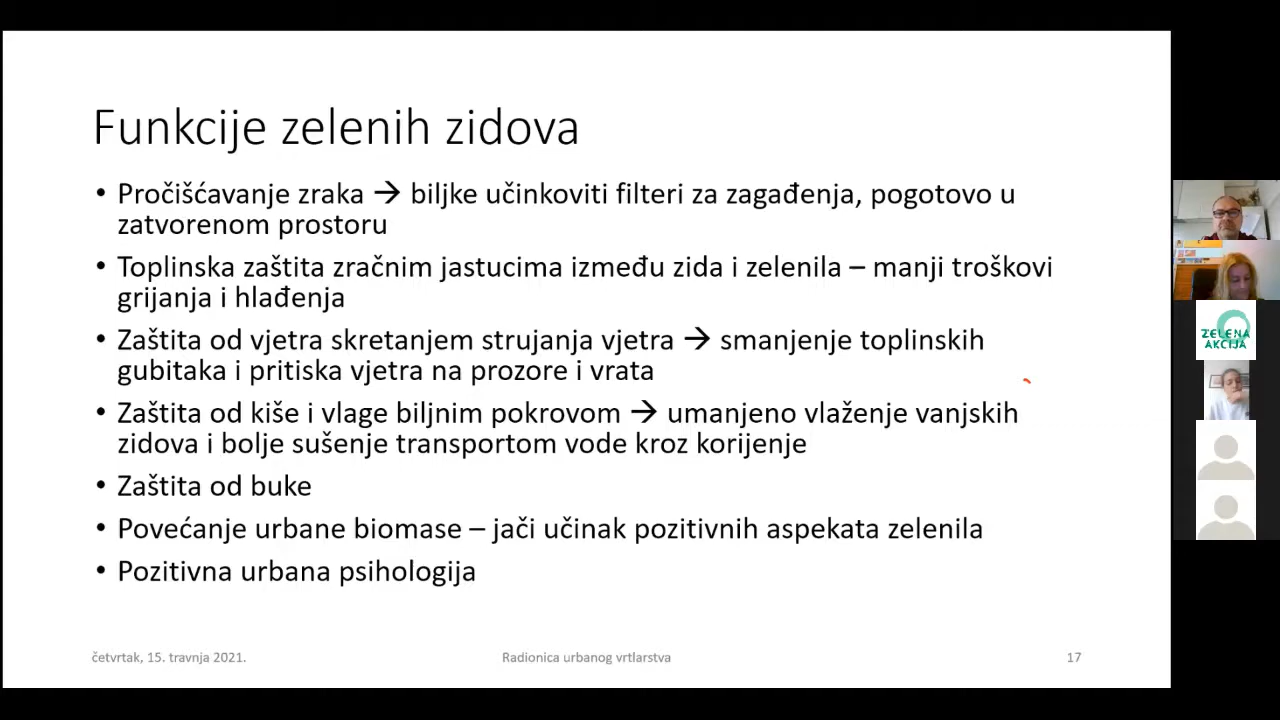 Funkcije zelenih zidova
• Pročišćavanje zraka → biljke učinkoviti filteri za zagađenja, pogotovo u
zatvorenom prostoru
• Toplinska zaštita zračnim jastucima između zida i zelenila – manji troškovi
grijanja i hlađenja
• Zaštita od vjetra skretanjem strujanja vjetra → smanjenje toplinskih
gubitaka i pritiska vjetra na prozore i vrata
• Zaštita od kiše i vlage biljnim pokrovom → umanjeno vlaženje vanjskih
zidova i bolje sušenje transportom vode kroz korijenje
• Zaštita od buke
• Povećanje urbane biomase – jači učinak pozitivnih aspekata zelenila
• Pozitivna urbana psihologija
četvrtak, 15. travnja 2021.
Radionica urbanog vrtlarstva
17
ZELENA
AKCIJA